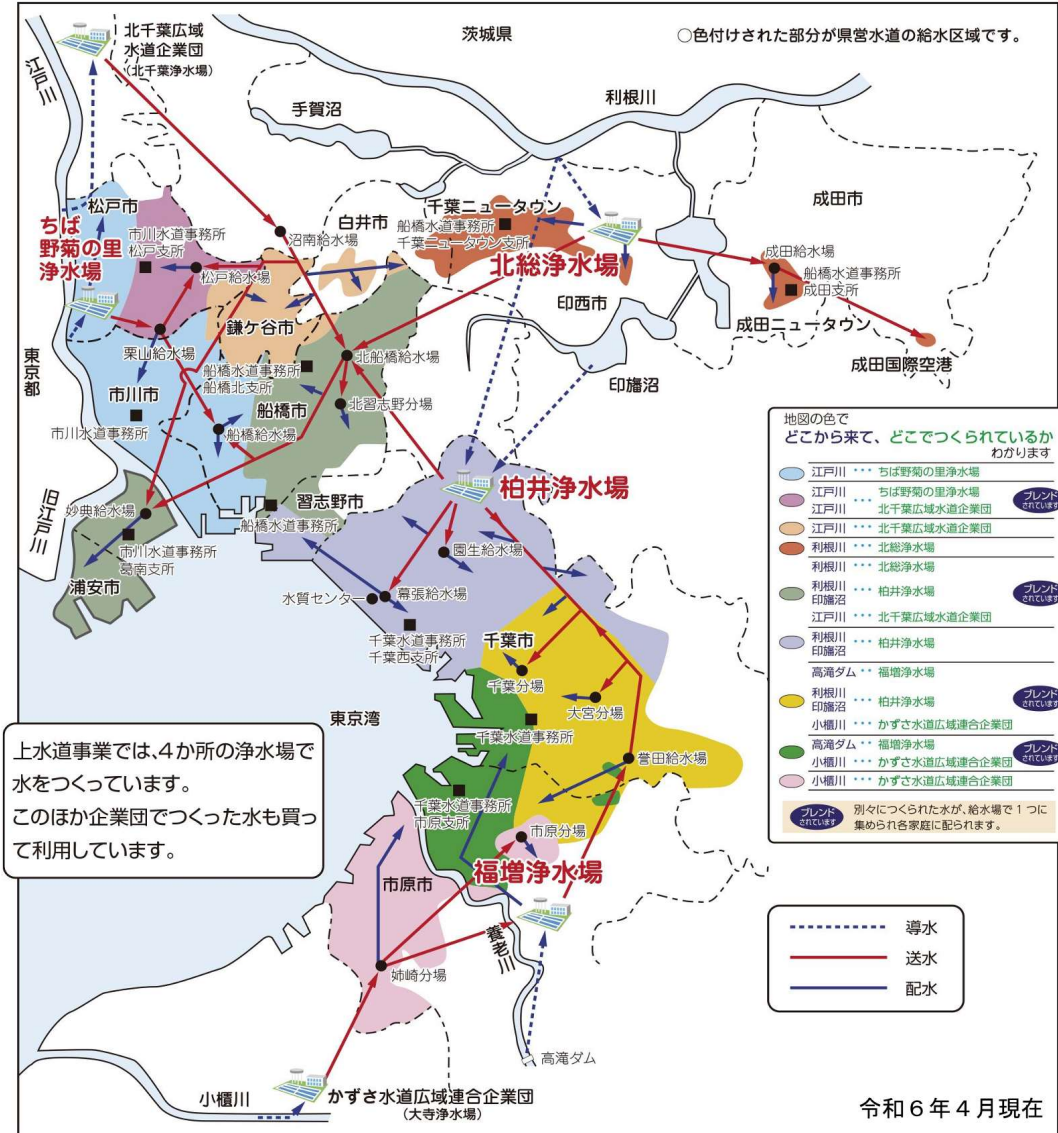 北千葉広域
水道企業団
(北千葉浄水場)
茨城県
○色付けされた部分が県営水道の給水区域です。
江戸川
手賀沼
利根川
成田市
松戸市
ちば
野菊の里
浄水場
市川水道事務所
松戸支所
白井市
沼南給水場
松戸給水場
千葉ニュータウン
船橋水道事務所
千葉ニュータウン支所
北総浄水場
印西市
成田給水場
船橋水道事務所
成田支所
成田ニュータウン
成田国際空港
鎌ケ谷市
栗山給水場
東京都
船橋水道事務所
船橋北支所
北船橋給水場
印旛沼
市川市
船橋市
北習志野分場
市川水道事務所
船橋給水場
旧江戸川
妙典給水場
習志野市
船橋水道事務所
柏井浄水場
市川水道事務所
葛南支所
浦安市
園生給水場
水質センター
幕張給水場
千葉水道事務所
千葉西支所
千葉市
千葉分場
大宮分場
東京湾
千葉水道事務所
誉田給水場
千葉水道事務所
市原支所
市原分場
福増浄水場
市原市
養老川
姉崎分場
高滝ダム
小櫃川
かずさ水道広域連合企業団
(大寺浄水場)
地図の色で
どこから来て、どこでつくられているか
わかります
江戸川 ・・・ ちば野菊の里浄水場
江戸川 ・・・ ちば野菊の里浄水場
江戸川 ・・・ 北千葉広域水道企業団
ブレンドされています
江戸川 ・・・ 北千葉広域水道企業団
利根川 ・・・ 北総浄水場
利根川 ・・・ 北総浄水場
利根川
印旛沼 ・・・ 柏井浄水場
ブレンドされています
江戸川 ・・・ 北千葉広域水道企業団
利根川
印旛沼 ・・・ 柏井浄水場
高滝ダム ・・ 福増浄水場
利根川
印旛沼 ・・・ 柏井浄水場
ブレンドされています
小櫃川 ・・・ かずさ水道広域連合企業団
高滝ダム ・・ 福増浄水場
小櫃川 ・・・ かずさ水道広域連合企業団
ブレンドされています
小櫃川 ・・・ かずさ水道広域連合企業団
ブレンドされています
別々につくられた水が、給水場で1つに
集められ各家庭に配られます。
上水道事業では、4か所の浄水場で
水をつくっています。
このほか企業団でつくった水も買っ
て利用しています。
導水
送水
配水
令和6年4月現在